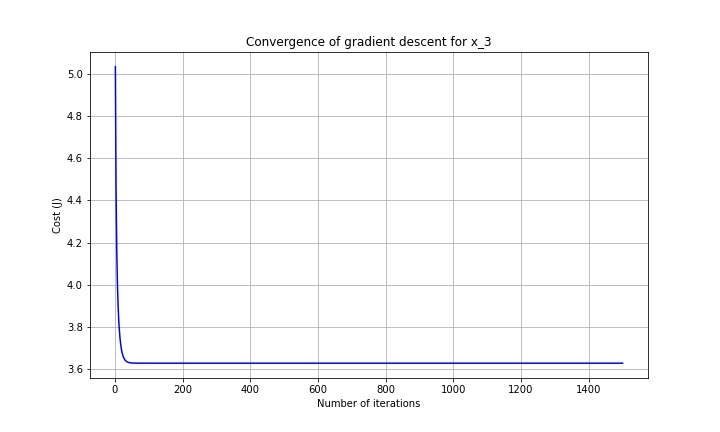 Convergence of gradient descent for x_3
Cost (J)
5.0
4.8
4.6
4.4
4.2
4.0
3.8
3.6
0 200 400 600 800 1000 1200 1400
Number of iterations